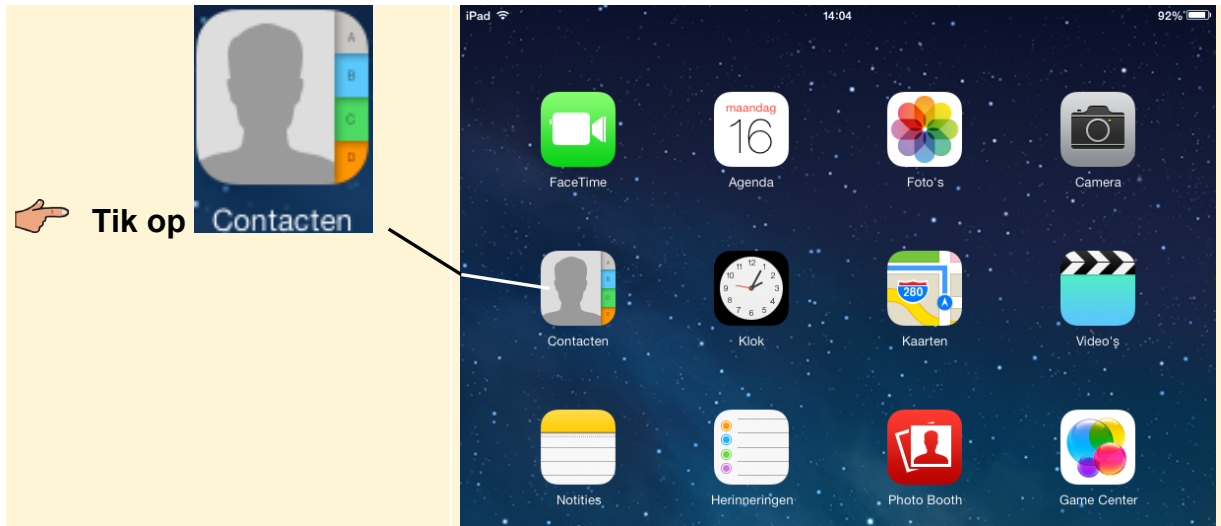 A
B
C
D
Tik op Contacten
iPad 14:04 92%
maandag
16
FaceTime Agenda Foto's Camera
280
Contacten Klok Kaarten Video's
Notities Herinneringen Photo Booth Game Center